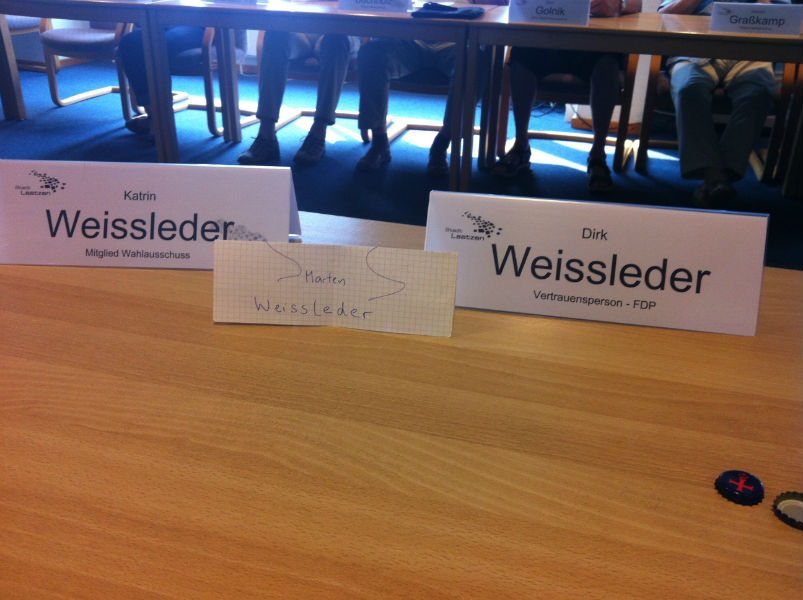 Golnik
Graßkamp
Stadt
Laatzen
Katrin
Weissleder
Mitglied Wahlausschuss
Marten
Weissleder
Stadt
Laatzen
Dirk
Weissleder
Vertrauensperson - FDP